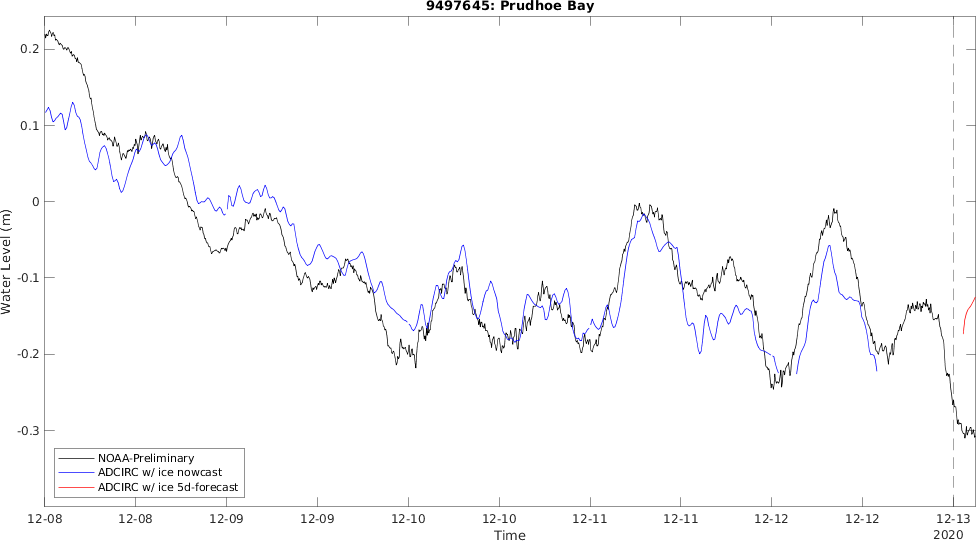 9497645: Prudhoe Bay
0.2
0.1
0
-0.1
-0.2
-0.3
Water Level (m)
NOAA-Preliminary
ADCIRC w/ ice nowcast
ADCIRC w/ ice 5d-forecast
12-08 12-08 12-09 12-09 12-10 12-10 12-11 12-11 12-12 12-12 12-13
Time 2020